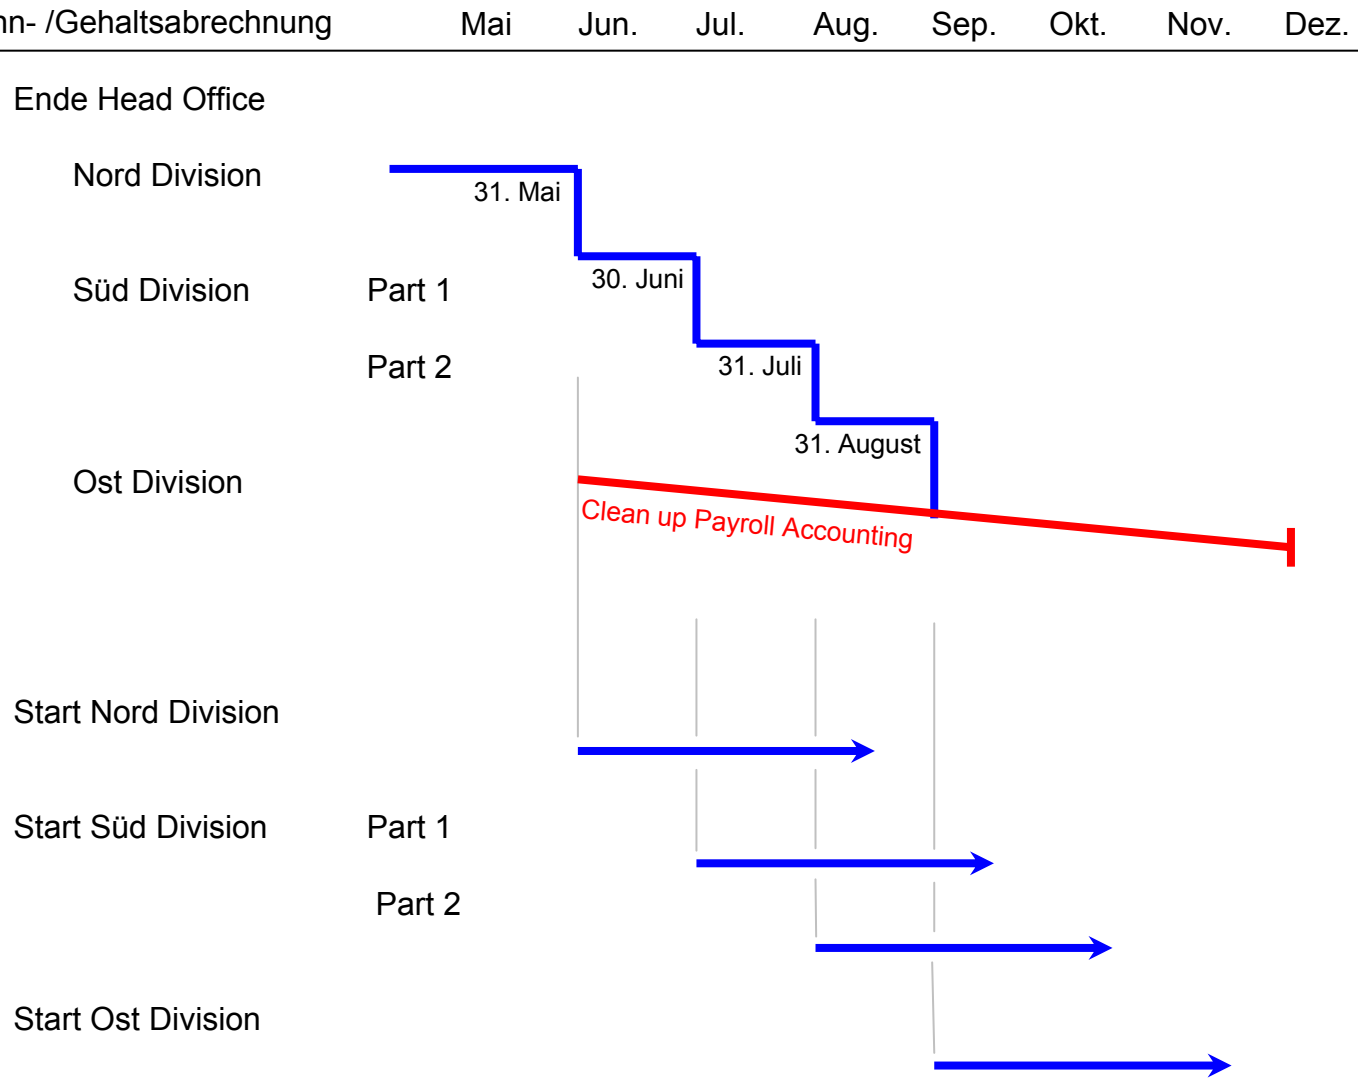 nn- /Gehaltsabrechnung Mai Jun. Jul. Aug. Sep. Okt. Nov. Dez.
Ende Head Office
Nord Division
31. Mai
Süd Division Part 1
30. Juni
Part 2
31. Juli
31. August
Ost Division
Clean up Payroll Accounting
Start Nord Division
Start Süd Division Part 1
Part 2
Start Ost Division